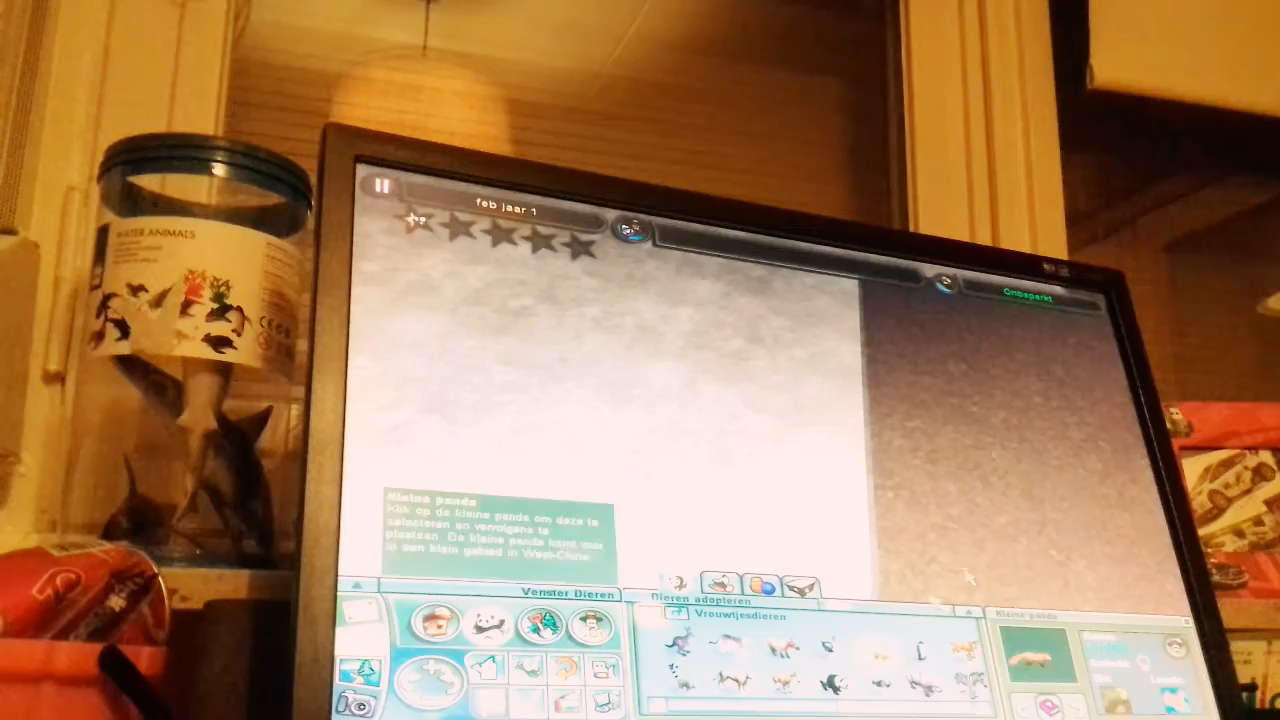 WATER ANIMALS
feb jaar 1
Onbeperkt
Kleine panda
Klik op de kleine panda om deze te
selecteren en vervolgens te
plaatsen. De kleine panda komt voor
in een klein gebied in West-China.
Venster Dieren
Dieren adopteren
Vrouwtjesdieren
Kleine panda